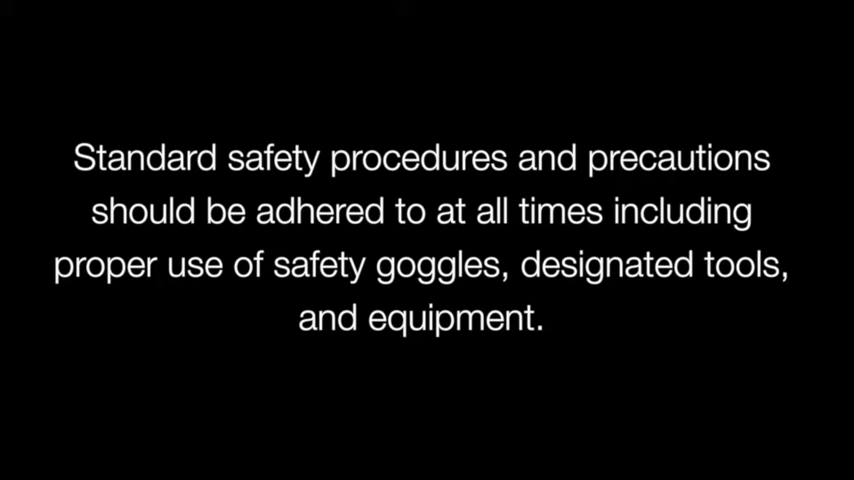 Standard safety procedures and precautions
should be adhered to at all times including
proper use of safety goggles, designated tools,
and equipment.